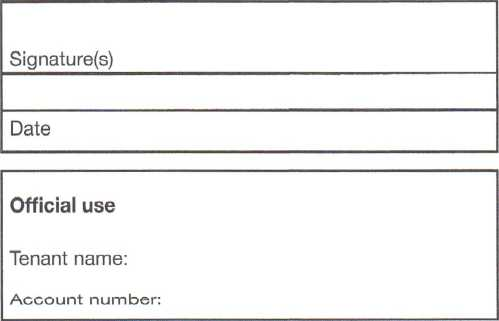 Signature(s)
Date
Official use
Tenant name:
Account number: